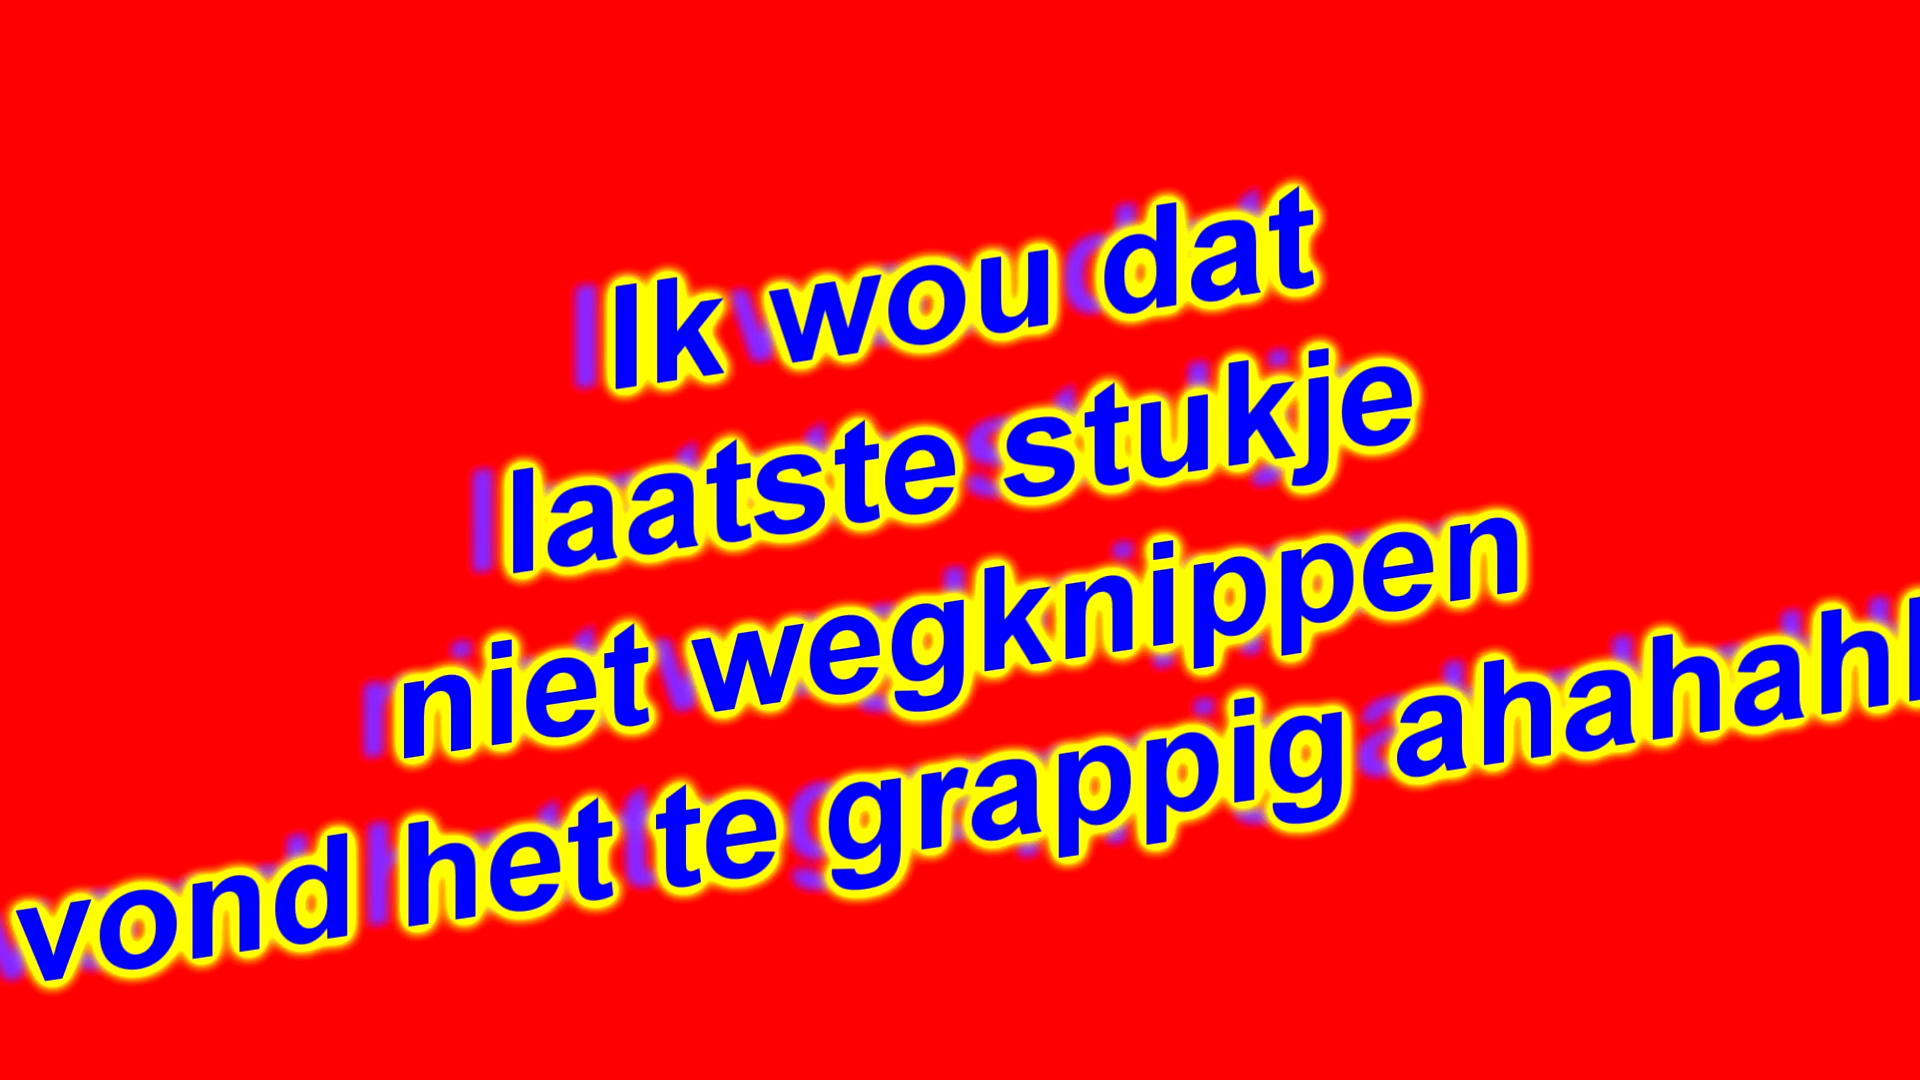 Ik wou dat
laatste stukje
niet wegknippen
vond het te grappig ahahah